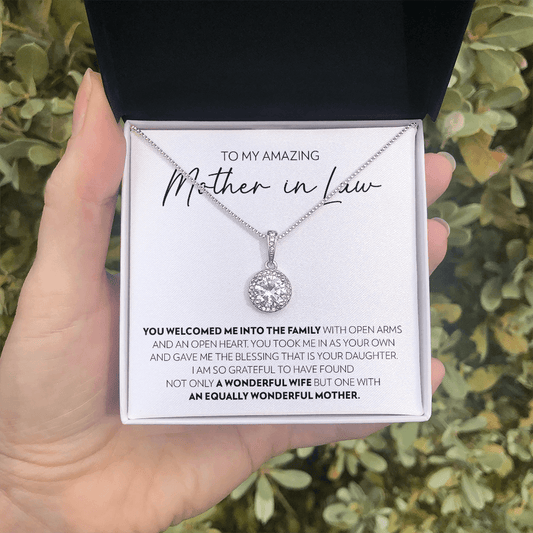 TO MY AMAZING
Mother in Law
YOU WELCOMED ME INTO THE FAMILY WITH OPEN ARMS
AND AN OPEN HEART. YOU TOOK ME IN AS YOUR OWN
AND GAVE ME THE BLESSING THAT IS YOUR DAUGHTER.
I AM SO GRATEFUL TO HAVE FOUND
NOT ONLY A WONDERFUL WIFE BUT ONE WITH
AN EQUALLY WONDERFUL MOTHER.